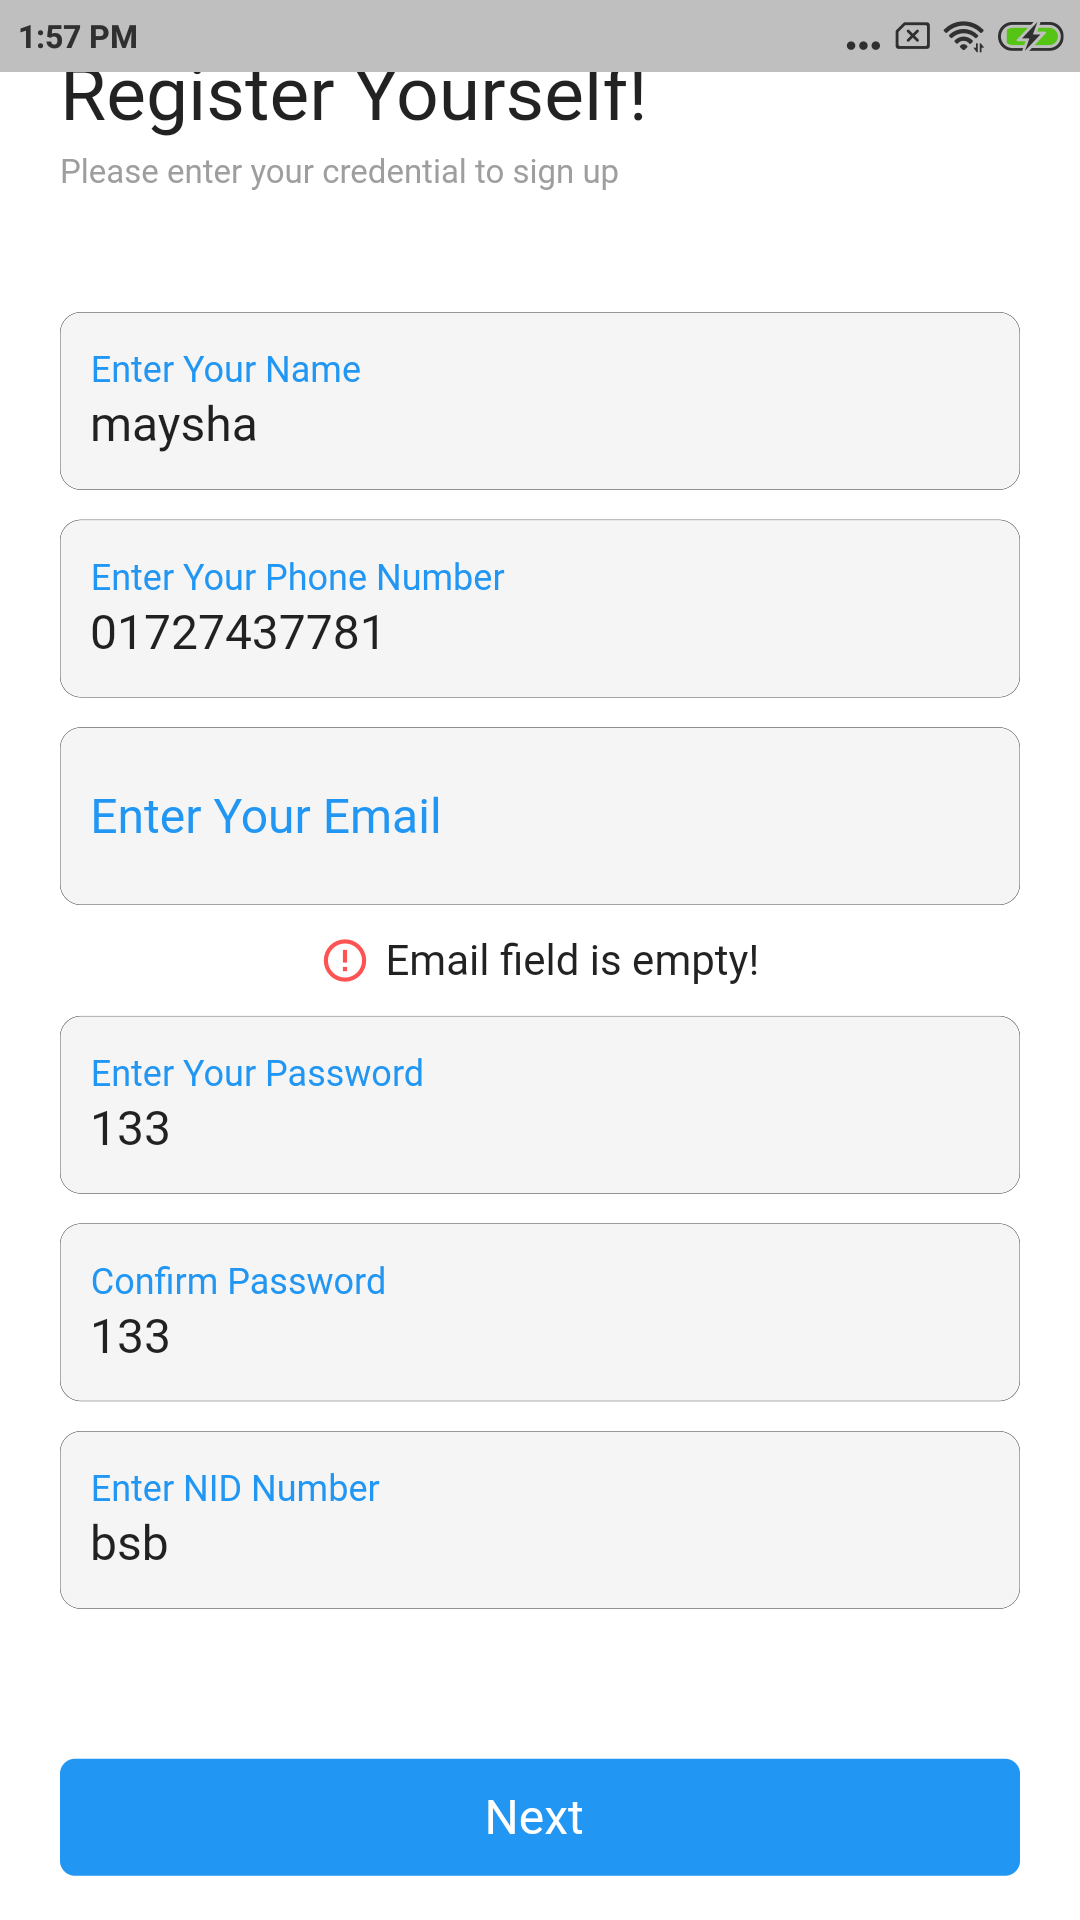 1:57 PM
Register Yourself!
Please enter your credential to sign up
Enter Your Name
maysha
Enter Your Phone Number
01727437781
Enter Your Email
Email field is empty!
Enter Your Password
133
Confirm Password
133
Enter NID Number
bsb
Next